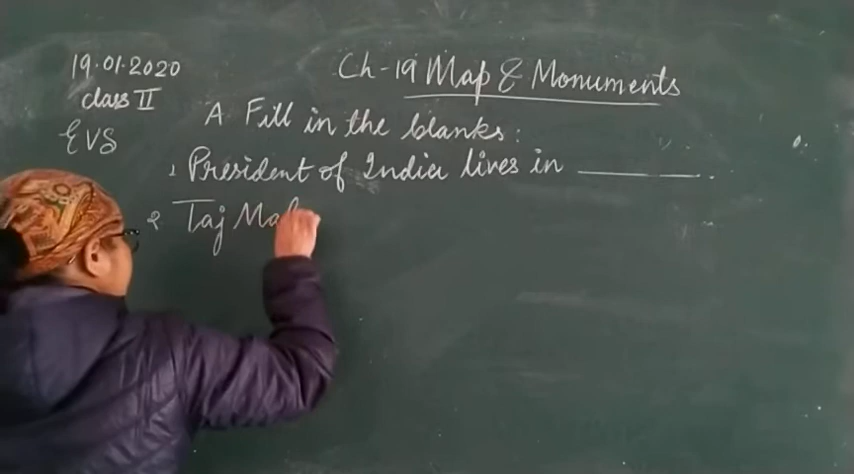 19.01.2020
class II
EVS
Ch-19 Map & Monuments
A Fill in the blanks:
1 President of India lives in ________.
2 Taj Mah